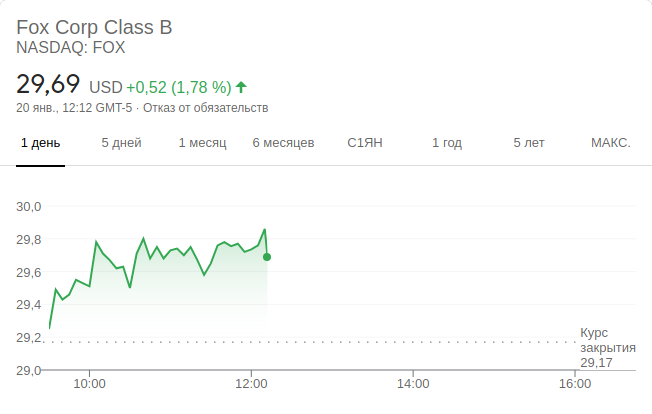 Fox Corp Class B
NASDAQ: FOX
29,69 USD +0,52 (1,78 %)
20 янв., 12:12 GMT-5 · Отказ от обязательств
1 день 5 дней 1 месяц 6 месяцев С1ЯН 1 год 5 лет МАКС.
30,0
29,8
29,6
29,4
29,2
Курс
закрытия
29,17
29,0
10:00 12:00 14:00 16:00